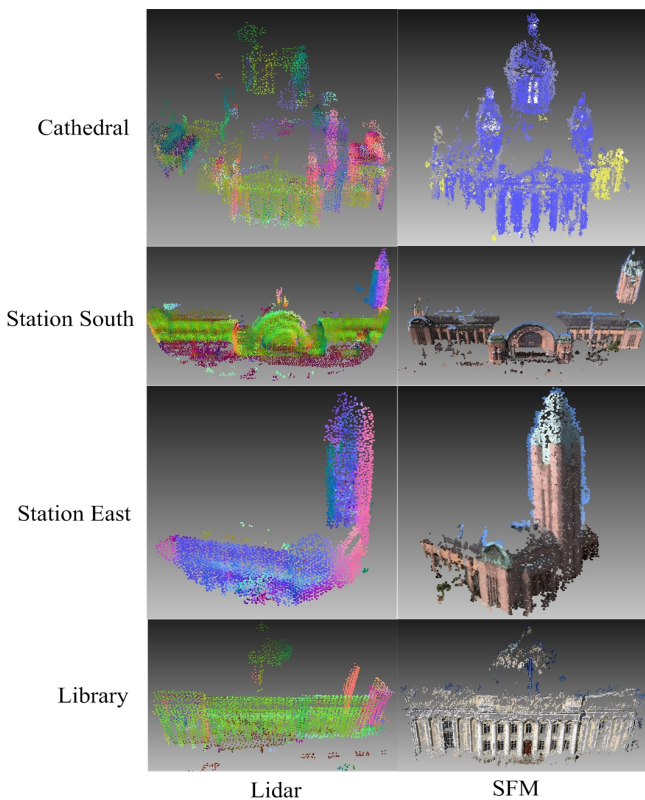 Cathedral
Station South
Station East
Library
Lidar SFM